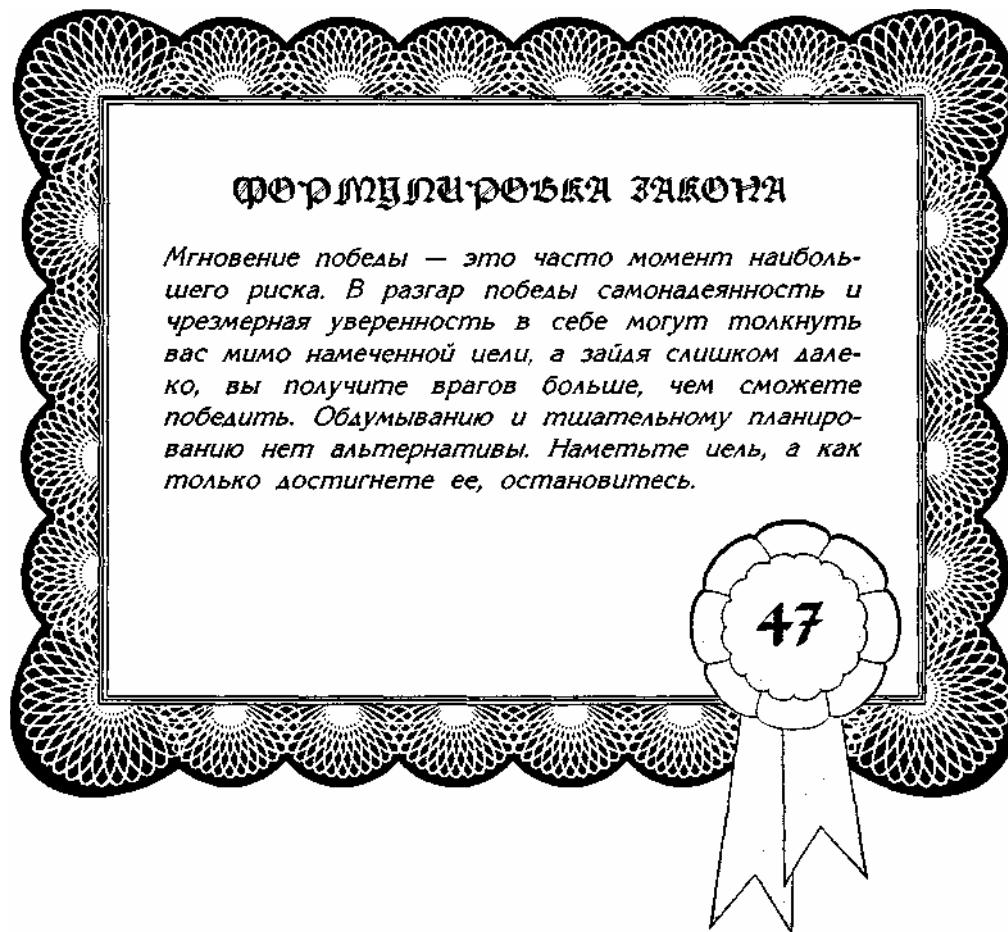 ФОРМУЛИРОВКА ЗАКОНА
Мгновение победы — это часто момент наиболь-
шего риска. В разгар победы самонадеянность и
чрезмерная уверенность в себе могут толкнуть
вас мимо намеченной цели, а зайдя слишком дале-
ко, вы получите врагов больше, чем сможете
победить. Обдумыванию и тщательному планиро-
ванию нет альтернативы. Наметьте цель, а как
только достигнете ее, остановитесь.
47